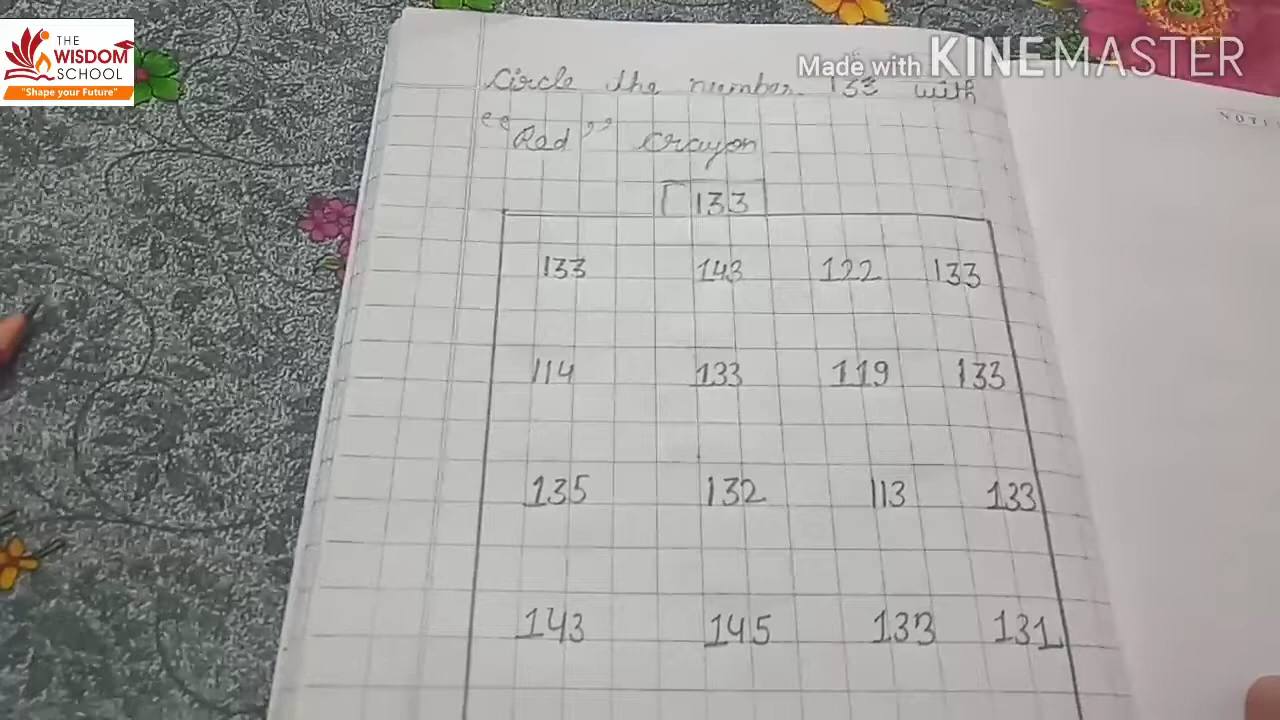 THE
WISDOM
SCHOOL
"Shape your Future"
Made with KINEMASTER
Circle the number 133 with
"Red" crayon
133
133 143 122 133
114 133 119 133
135 132 113 133
143 145 133 131